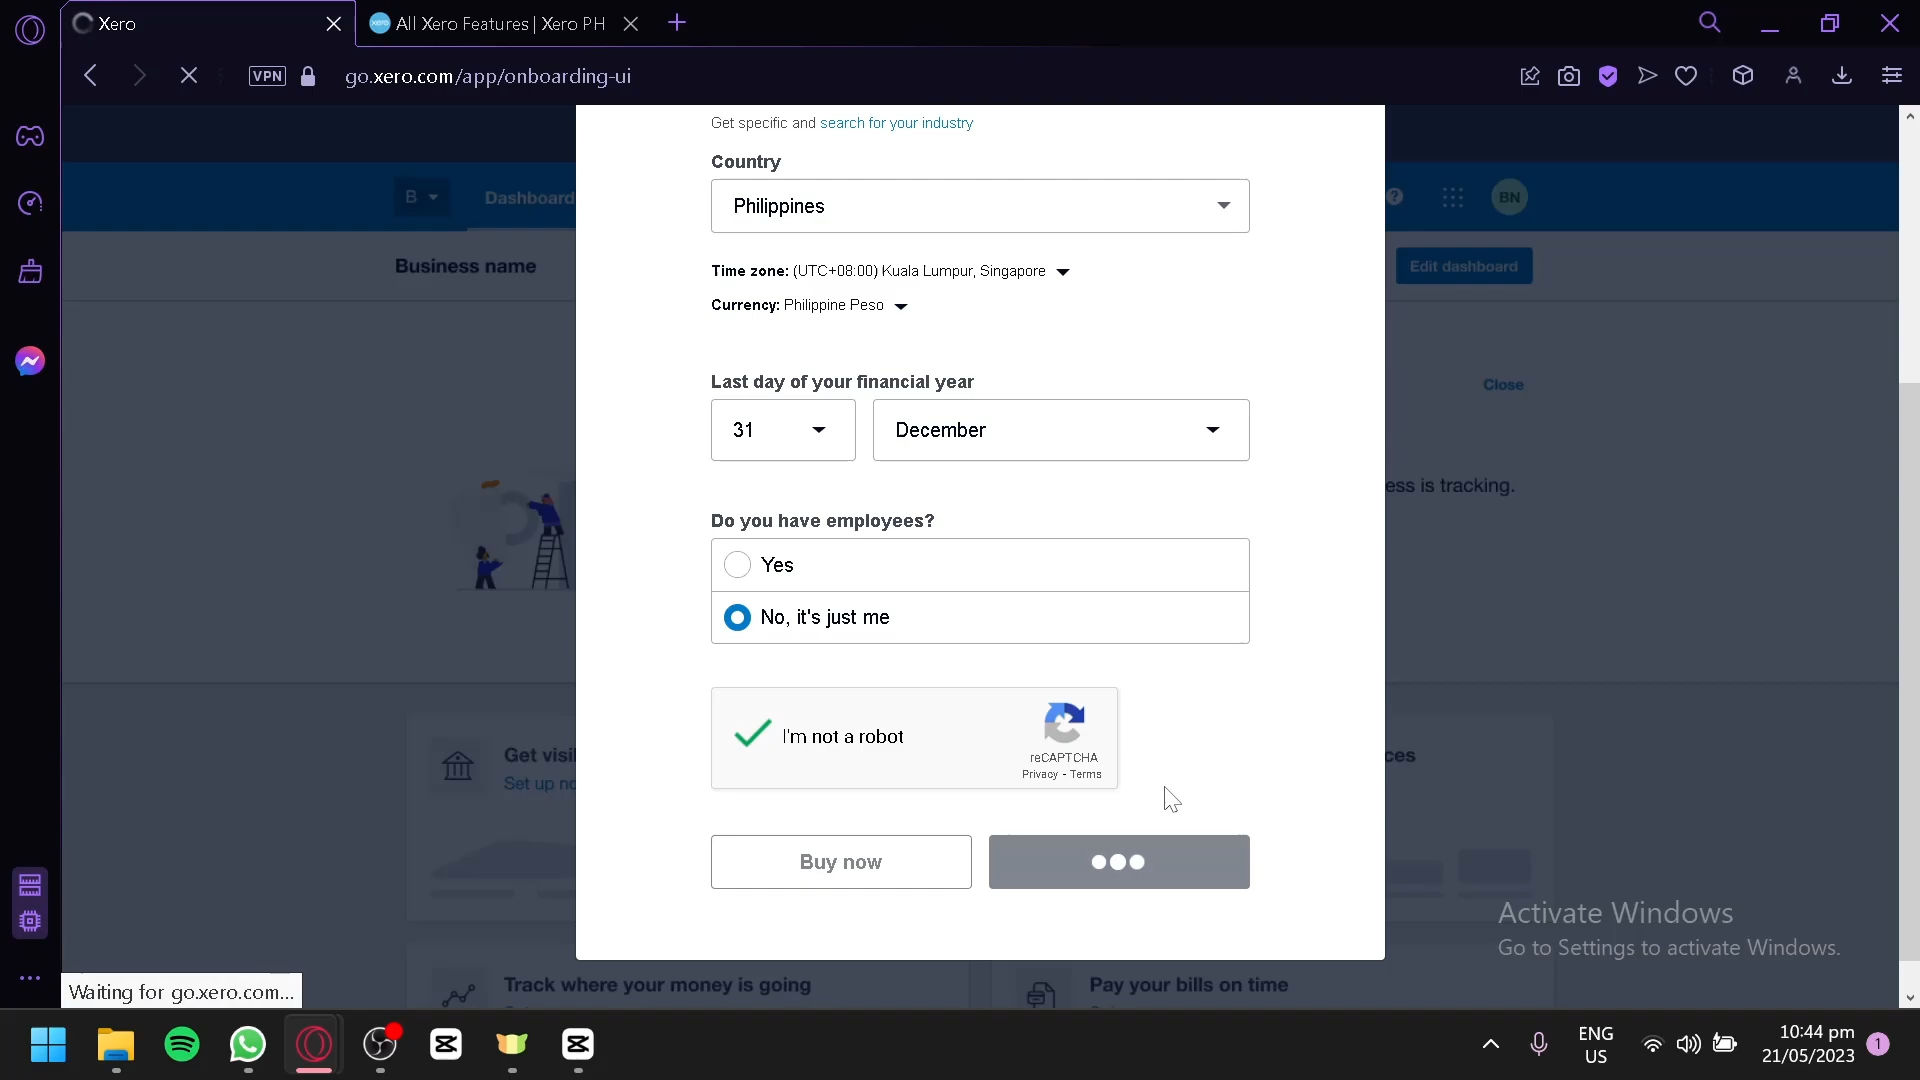 Xero
All Xero Features | Xero PH
VPN
go.xero.com/app/onboarding-ui
Get specific and search for your industry
Country
Philippines
B
Dashboard
BN
Business name
Edit dashboard
Time zone: (UTC+08:00) Kuala Lumpur, Singapore
Currency: Philippine Peso
Last day of your financial year
Close
31
December
ess is tracking.
Do you have employees?
Yes
No, it's just me
I'm not a robot
reCAPTCHA
Privacy - Terms
Get visi
Set up no
ces
Buy now
Activate Windows
Go to Settings to activate Windows.
Track where your money is going
Pay your bills on time
Waiting for go.xero.com...
ENG
US
10:44 pm
21/05/2023
1